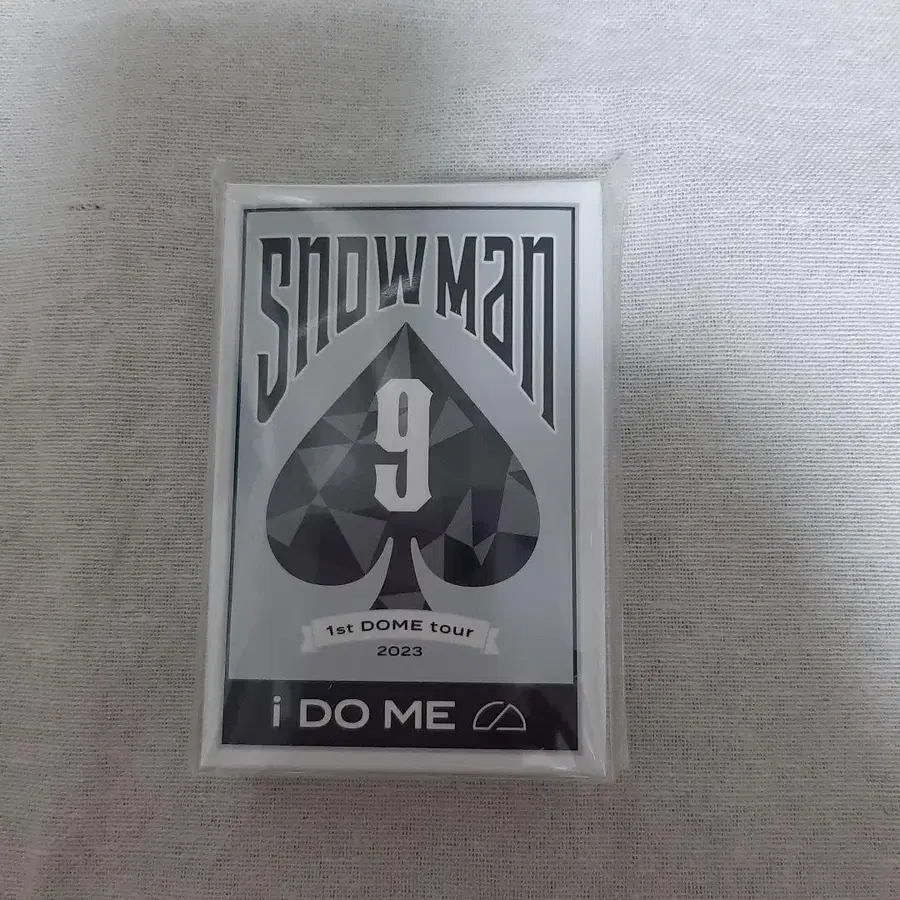 SNOWMAN
9
1st DOME tour
2023
i DO ME